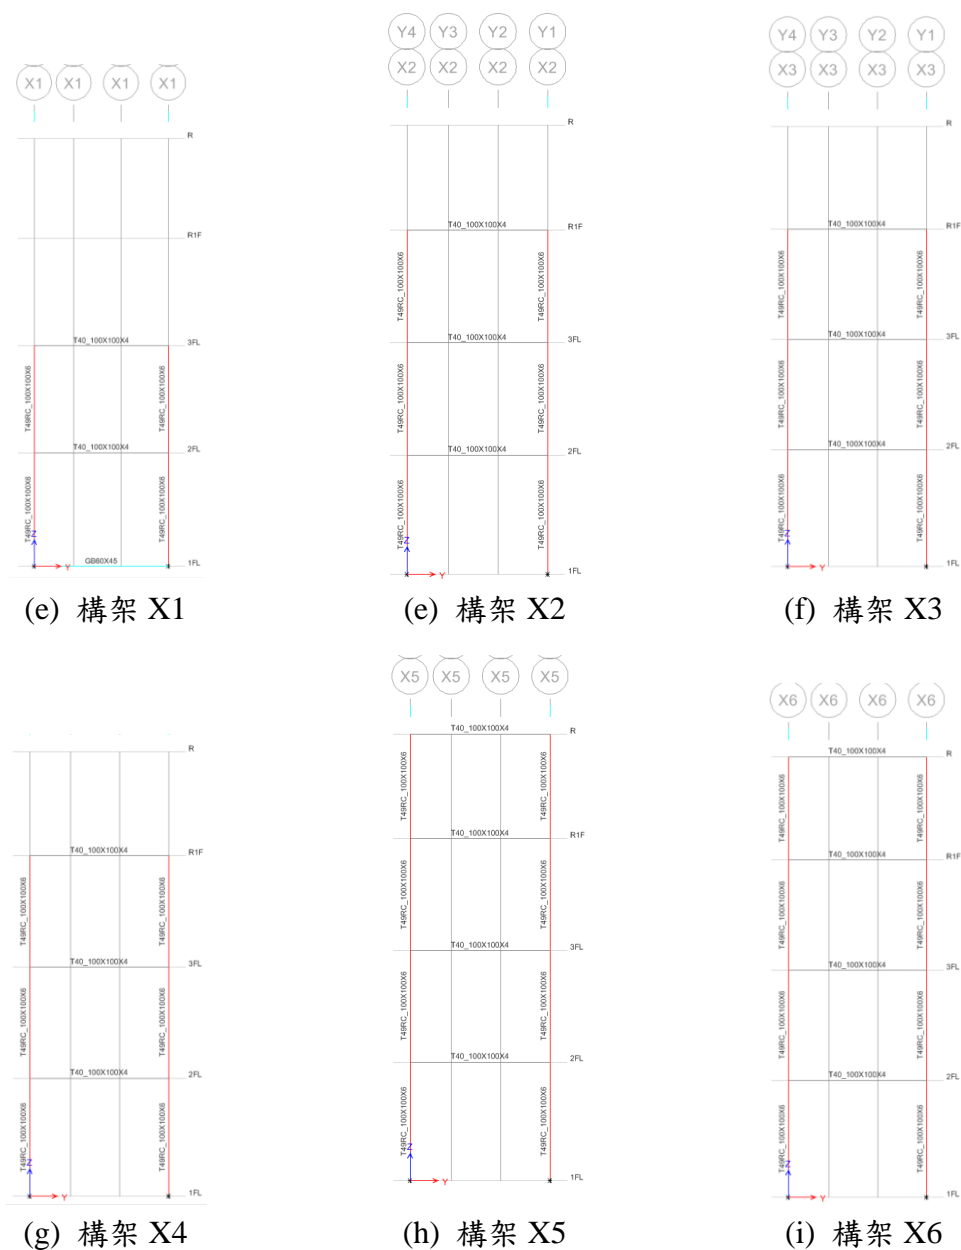 X1 X1 X1 X1
R
R1F
T40_100X100X4
3FL
T49RC_100X100X6
T49RC_100X100X6
T40_100X100X4
2FL
T49RC_100X100X6
T49RC_100X100X6
Z
GB60X45
1FL
Y
(e) 構架 X1
Y4 Y3 Y2 Y1
X2 X2 X2 X2
R
T40_100X100X4
R1F
T49RC_100X100X6
T49RC_100X100X6
T40_100X100X4
3FL
T49RC_100X100X6
T49RC_100X100X6
T40_100X100X4
2FL
T49RC_100X100X6
T49RC_100X100X6
Z
1FL
Y
(e) 構架 X2
Y4 Y3 Y2 Y1
X3 X3 X3 X3
R
T40_100X100X4
R1F
T49RC_100X100X6
T49RC_100X100X6
T40_100X100X4
3FL
T49RC_100X100X6
T49RC_100X100X6
T40_100X100X4
2FL
T49RC_100X100X6
T49RC_100X100X6
Z
1FL
Y
(f) 構架 X3
R
T40_100X100X4
R1F
T49RC_100X100X6
T49RC_100X100X6
T40_100X100X4
3FL
T49RC_100X100X6
T49RC_100X100X6
T40_100X100X4
2FL
T49RC_100X100X6
T49RC_100X100X6
Z
1FL
Y
(g) 構架 X4
X5 X5 X5 X5
T40_100X100X4
R
T49RC_100X100X6
T49RC_100X100X6
T40_100X100X4
R1F
T49RC_100X100X6
T49RC_100X100X6
T40_100X100X4
3FL
T49RC_100X100X6
T49RC_100X100X6
T40_100X100X4
2FL
T49RC_100X100X6
T49RC_100X100X6
Z
1FL
Y
(h) 構架 X5
X6 X6 X6 X6
T40_100X100X4
R
T49RC_100X100X6
T49RC_100X100X6
T40_100X100X4
R1F
T49RC_100X100X6
T49RC_100X100X6
T40_100X100X4
3FL
T49RC_100X100X6
T49RC_100X100X6
T40_100X100X4
2FL
T49RC_100X100X6
T49RC_100X100X6
Z
1FL
Y
(i) 構架 X6